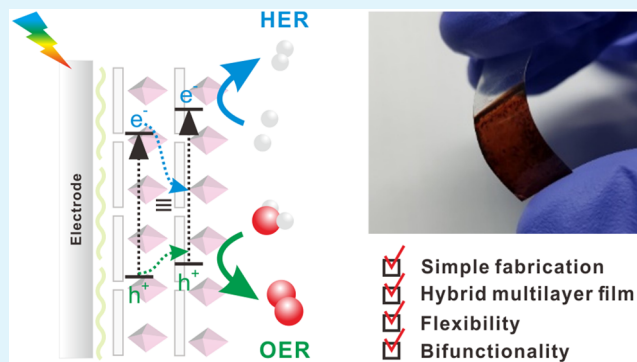 HER
e-
e-
Electrode
h+
h+
OER
Simple fabrication
Hybrid multilayer film
Flexibility
Bifunctionality